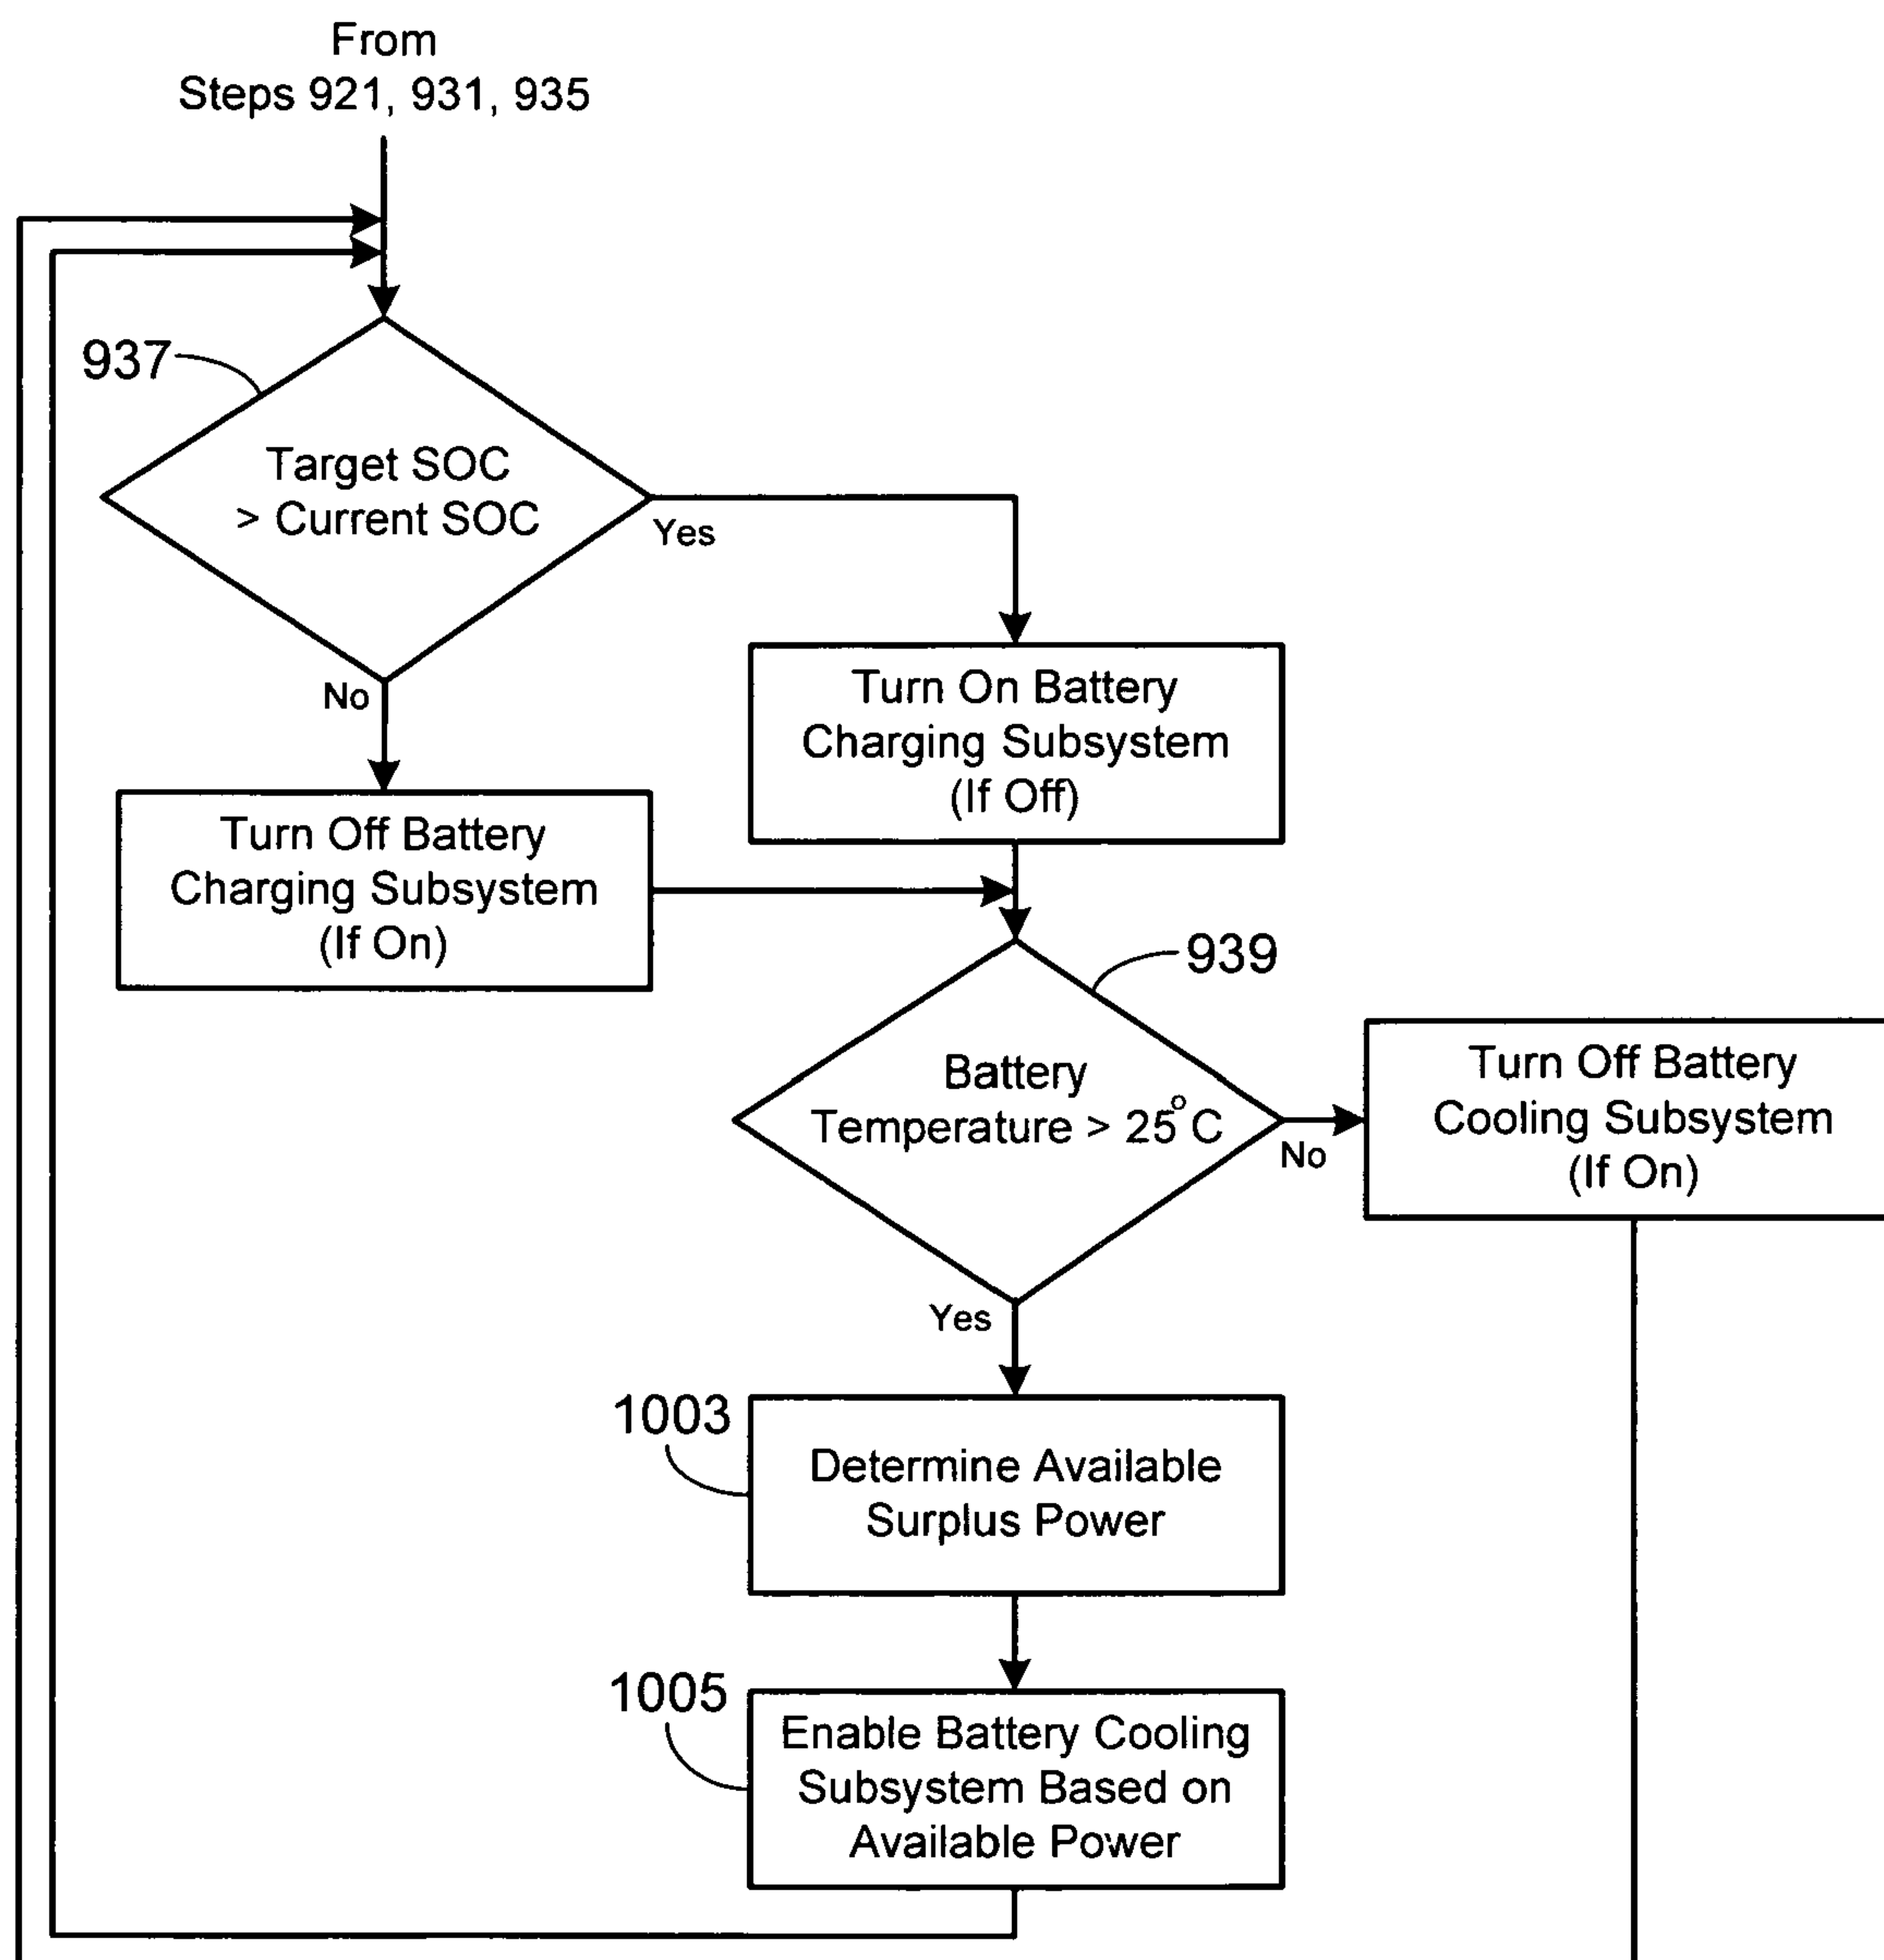 From
Steps 921, 931, 935
937
Target SOC
> Current SOC
Yes
No
Turn On Battery
Charging Subsystem
(If Off)
Turn Off Battery
Charging Subsystem
(If On)
939
Battery
Temperature > 25°C
No
Turn Off Battery
Cooling Subsystem
(If On)
Yes
1003
Determine Available
Surplus Power
1005
Enable Battery Cooling
Subsystem Based on
Available Power